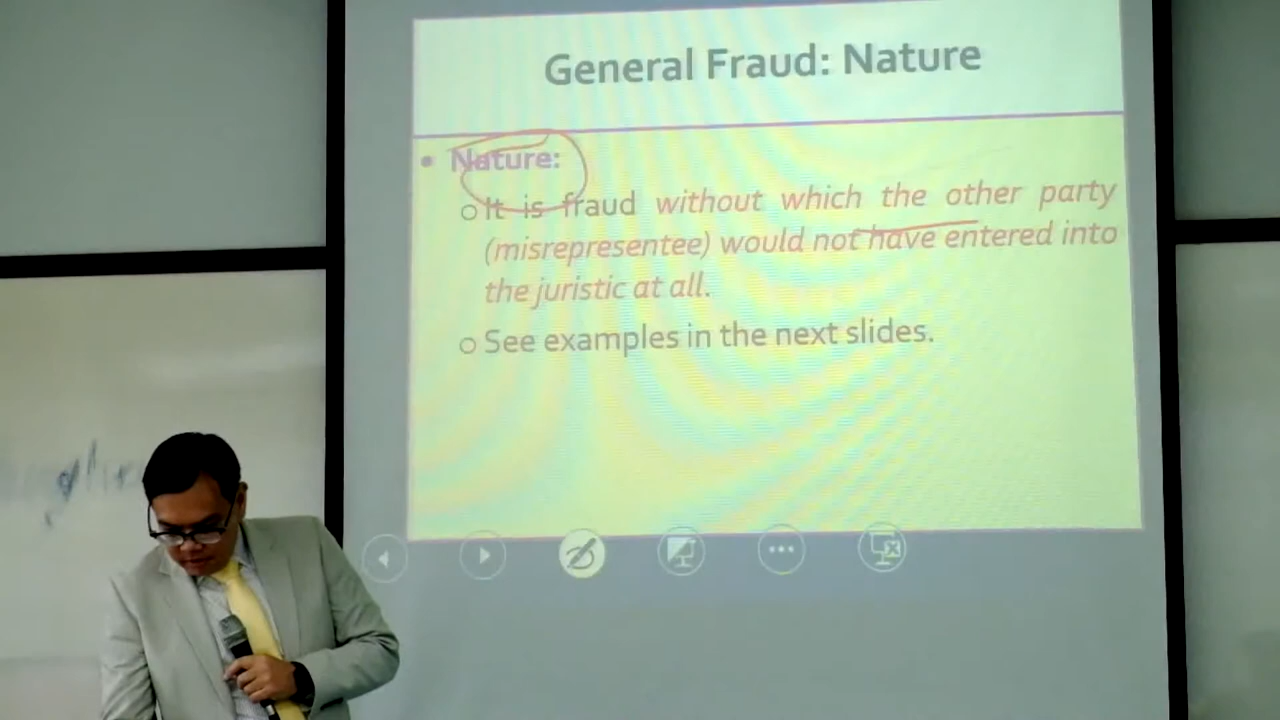 General Fraud: Nature
• Nature:
o It is fraud without which the other party
(misrepresentee) would not have entered into
the juristic at all.
o See examples in the next slides.